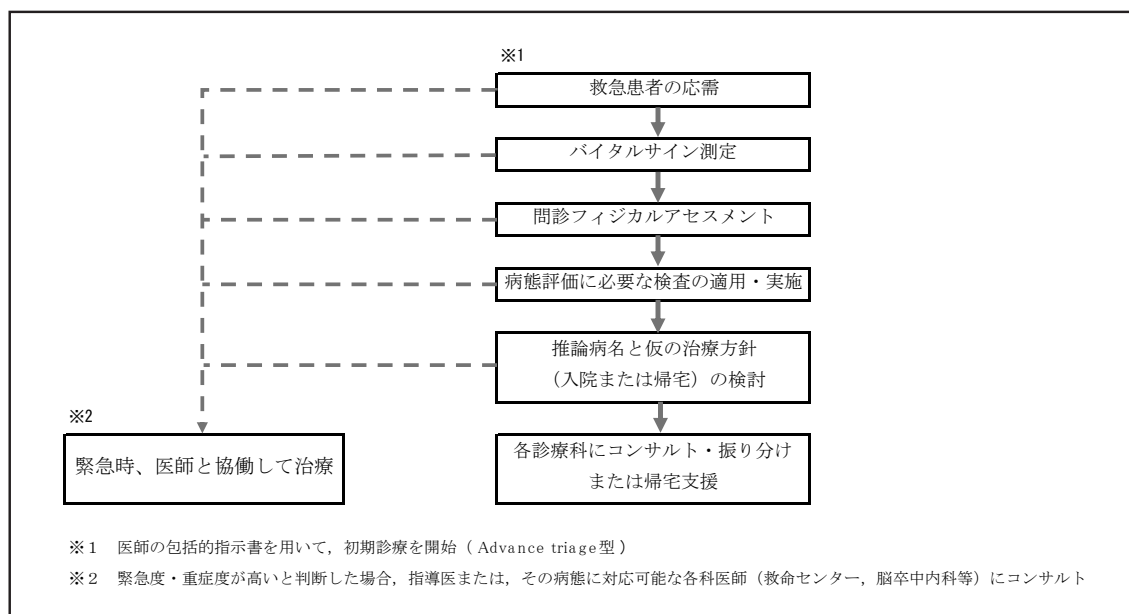 ※1
救急患者の応需
バイタルサイン測定
問診フィジカルアセスメント
病態評価に必要な検査の適用・実施
推論病名と仮の治療方針
(入院または帰宅)の検討
※2
緊急時、医師と協働して治療
各診療科にコンサルト・振り分け
または帰宅支援
※1 医師の包括的指示書を用いて，初期診療を開始（Advance triage型）
※2 緊急度・重症度が高いと判断した場合，指導医または，その病態に対応可能な各科医師（救命センター，脳卒中内科等）にコンサルト